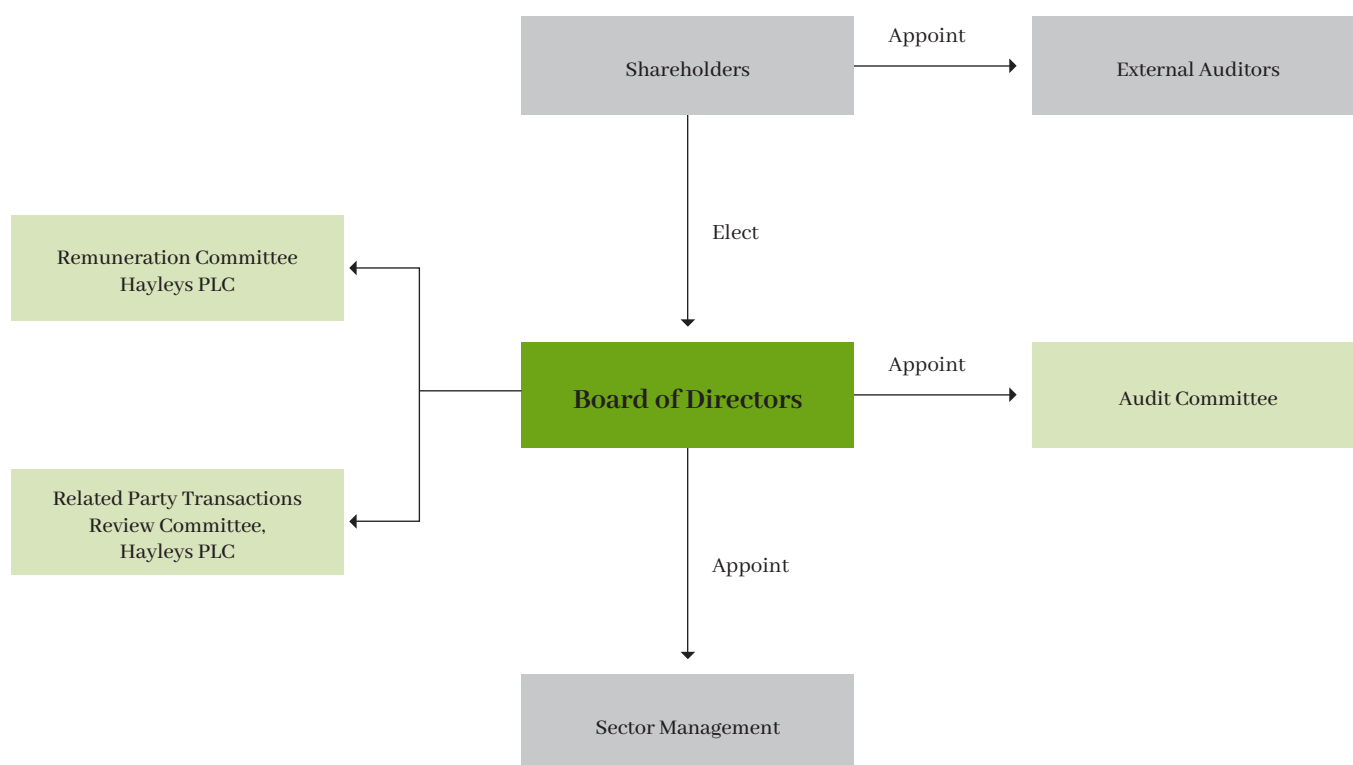 Appoint
Shareholders
External Auditors
Elect
Remuneration Committee
Hayleys PLC
Appoint
Board of Directors
Audit Committee
Related Party Transactions
Review Committee,
Hayleys PLC
Appoint
Sector Management